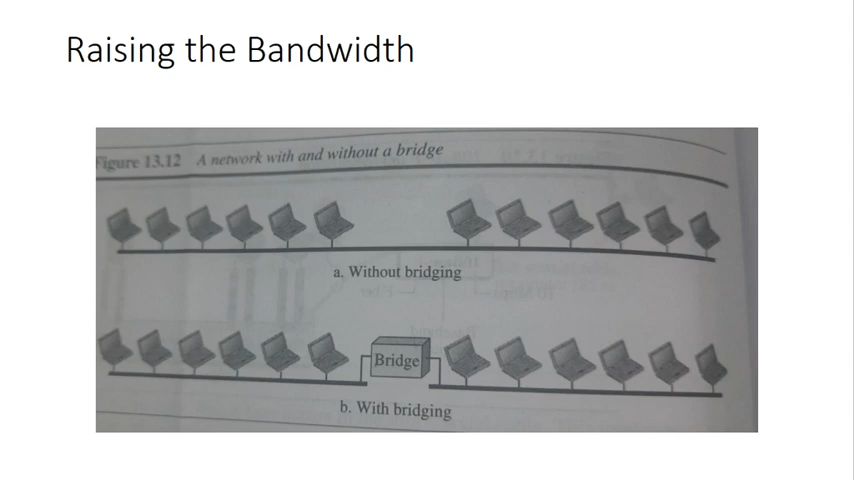 Raising the Bandwidth
Figure 13.12 A network with and without a bridge
a. Without bridging
Bridge
b. With bridging